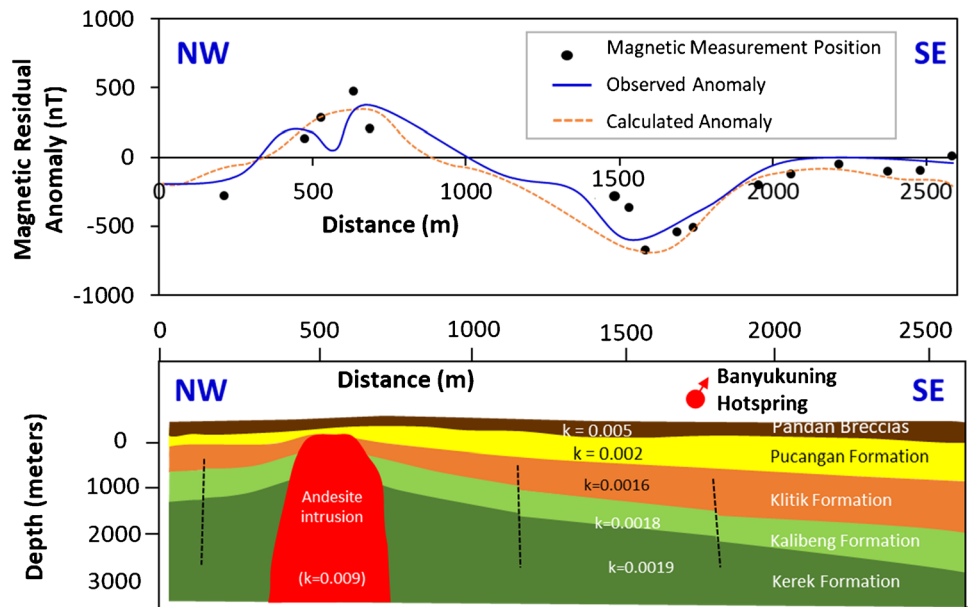 1000
500
0
-500
-1000
Magnetic Residual
Anomaly (nT)
NW
SE
Magnetic Measurement Position
Observed Anomaly
Calculated Anomaly
0 500 1000 1500 2000 2500
Distance (m)
0 500 1000 1500 2000 2500
Distance (m)
NW
SE
Banyukuning
Hotspring
Depth (meters)
0
1000
2000
3000
Pandan Breccias
k = 0.005
Pucangan Formation
k = 0.002
Klitik Formation
k=0.0016
Kalibeng Formation
k=0.0018
Kerek Formation
k=0.0019
Andesite
intrusion
(k=0.009)